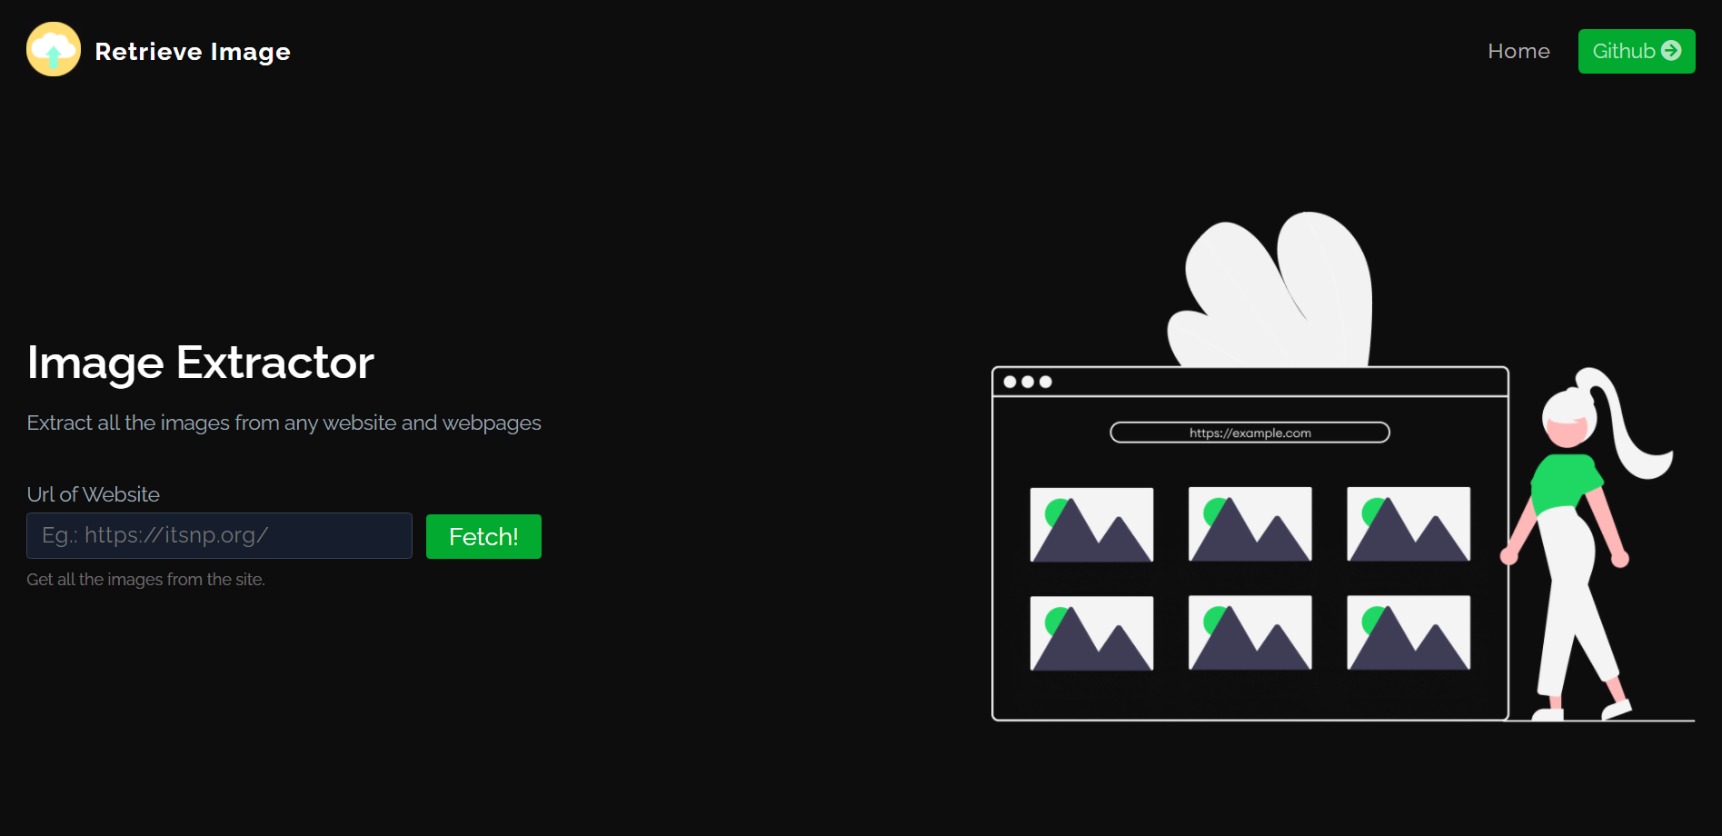 Retrieve Image
Home
Github
Image Extractor
Extract all the images from any website and webpages
Url of Website
Eg.: https://itsnp.org/
Fetch!
Get all the images from the site.
https://example.com